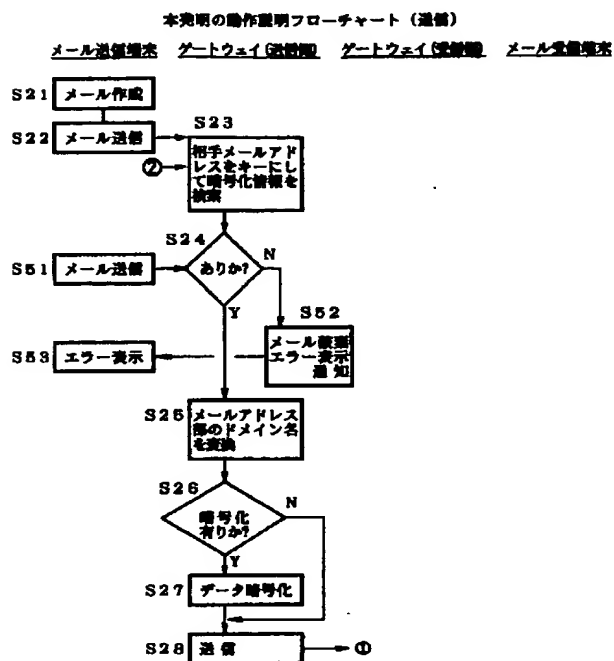 本発明の動作説明フローチャート (送信)
メール送信端末 ゲートウェイ(送信側) ゲートウェイ(受信側) メール受信端末
S21 メール作成
S22 メール送信
S23
相手メールアド
レスをキーにし
て暗号化情報を
検索
②
S24
ありか?
N
Y
S51 メール送信
S52
メール破棄
エラー表示
通知
S53 エラー表示
S25 メールアドレス
部のドメイン名
を変換
S26
暗号化
有りか?
N
Y
S27 データ暗号化
S28 送信 ①